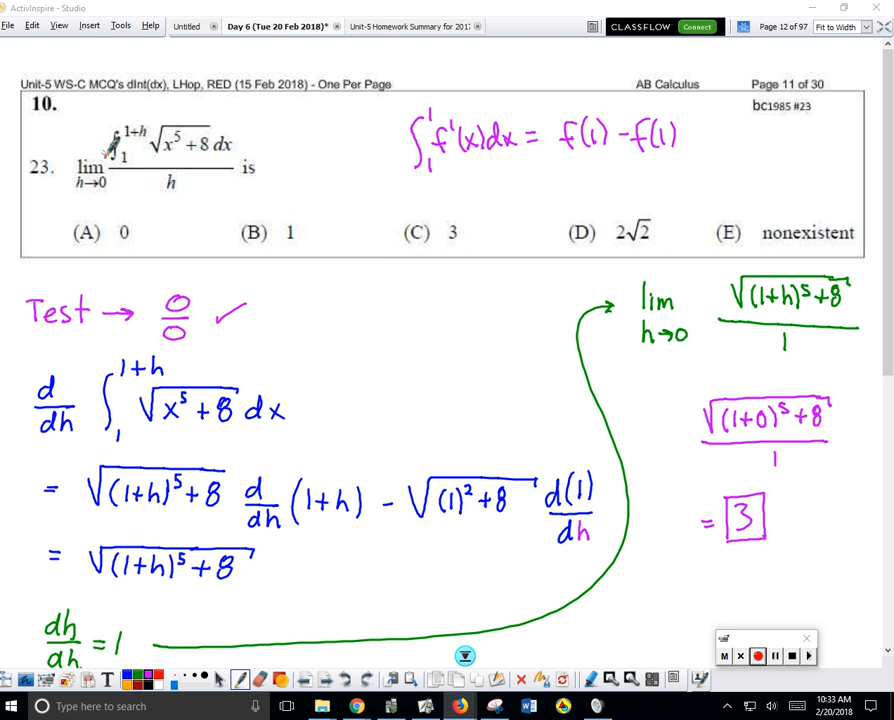 ActivInspire - Studio
File Edit View Insert Tools Help Untitled Day 6 (Tue 20 Feb 2018)* Unit-5 Homework Summary for 2017 CLASSFLOW Connect Page 12 of 97 Fit to Width
Unit-5 WS-C MCQ's dInt(dx), LHop, RED (15 Feb 2018) - One Per Page AB Calculus Page 11 of 30
10. bc1985 #23
∫₁¹ f'(x)dx = f(1) - f(1)
23. lim h→0 ∫₁^(1+h) √(x⁵ + 8) dx / h is
(A) 0 (B) 1 (C) 3 (D) 2√2 (E) nonexistent
Test → 0/0 ✓
d/dh ∫₁^(1+h) √(x⁵ + 8) dx
= √((1+h)⁵ + 8) d/dh (1+h) - √((1)² + 8) d(1)/dh
= √((1+h)⁵ + 8)
dh/dh = 1
lim h→0 √((1+h)⁵ + 8) / 1
√((1+0)⁵ + 8) / 1
= 3
M
T
Type here to search
10:33 AM
2/20/2018